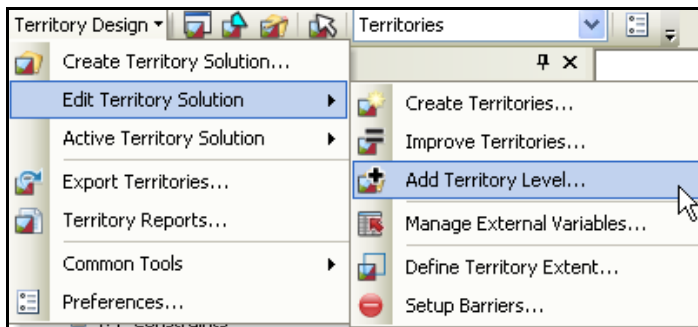 Territory Design
Territories
Create Territory Solution...
Edit Territory Solution
Create Territories...
Active Territory Solution
Improve Territories...
Export Territories...
Add Territory Level...
Territory Reports...
Manage External Variables...
Common Tools
Define Territory Extent...
Preferences...
Setup Barriers...